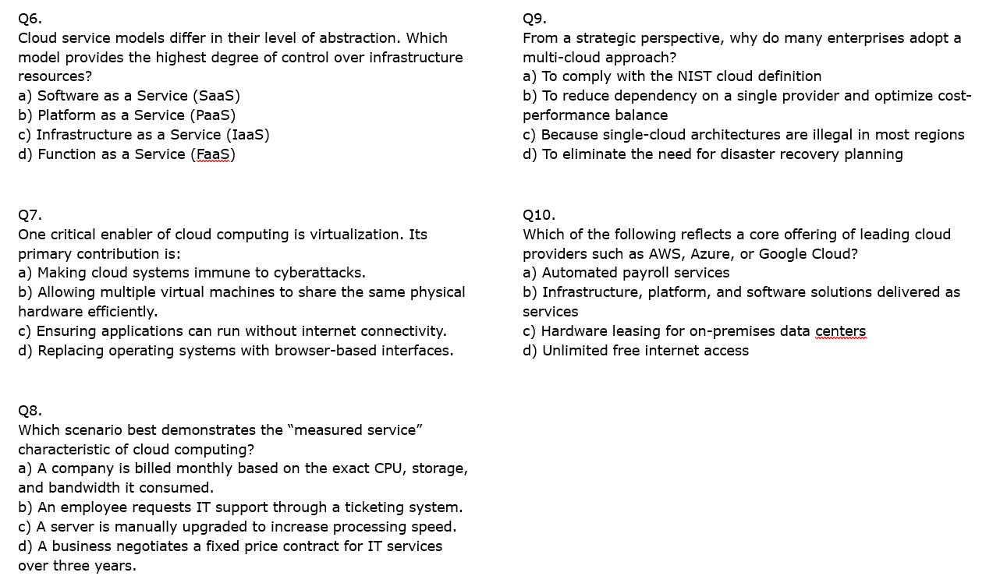 Q6.
Cloud service models differ in their level of abstraction. Which
model provides the highest degree of control over infrastructure
resources?
a) Software as a Service (SaaS)
b) Platform as a Service (PaaS)
c) Infrastructure as a Service (IaaS)
d) Function as a Service (FaaS)
Q7.
One critical enabler of cloud computing is virtualization. Its
primary contribution is:
a) Making cloud systems immune to cyberattacks.
b) Allowing multiple virtual machines to share the same physical
hardware efficiently.
c) Ensuring applications can run without internet connectivity.
d) Replacing operating systems with browser-based interfaces.
Q8.
Which scenario best demonstrates the “measured service”
characteristic of cloud computing?
a) A company is billed monthly based on the exact CPU, storage,
and bandwidth it consumed.
b) An employee requests IT support through a ticketing system.
c) A server is manually upgraded to increase processing speed.
d) A business negotiates a fixed price contract for IT services
over three years.
Q9.
From a strategic perspective, why do many enterprises adopt a
multi-cloud approach?
a) To comply with the NIST cloud definition
b) To reduce dependency on a single provider and optimize cost-
performance balance
c) Because single-cloud architectures are illegal in most regions
d) To eliminate the need for disaster recovery planning
Q10.
Which of the following reflects a core offering of leading cloud
providers such as AWS, Azure, or Google Cloud?
a) Automated payroll services
b) Infrastructure, platform, and software solutions delivered as
services
c) Hardware leasing for on-premises data centers
d) Unlimited free internet access